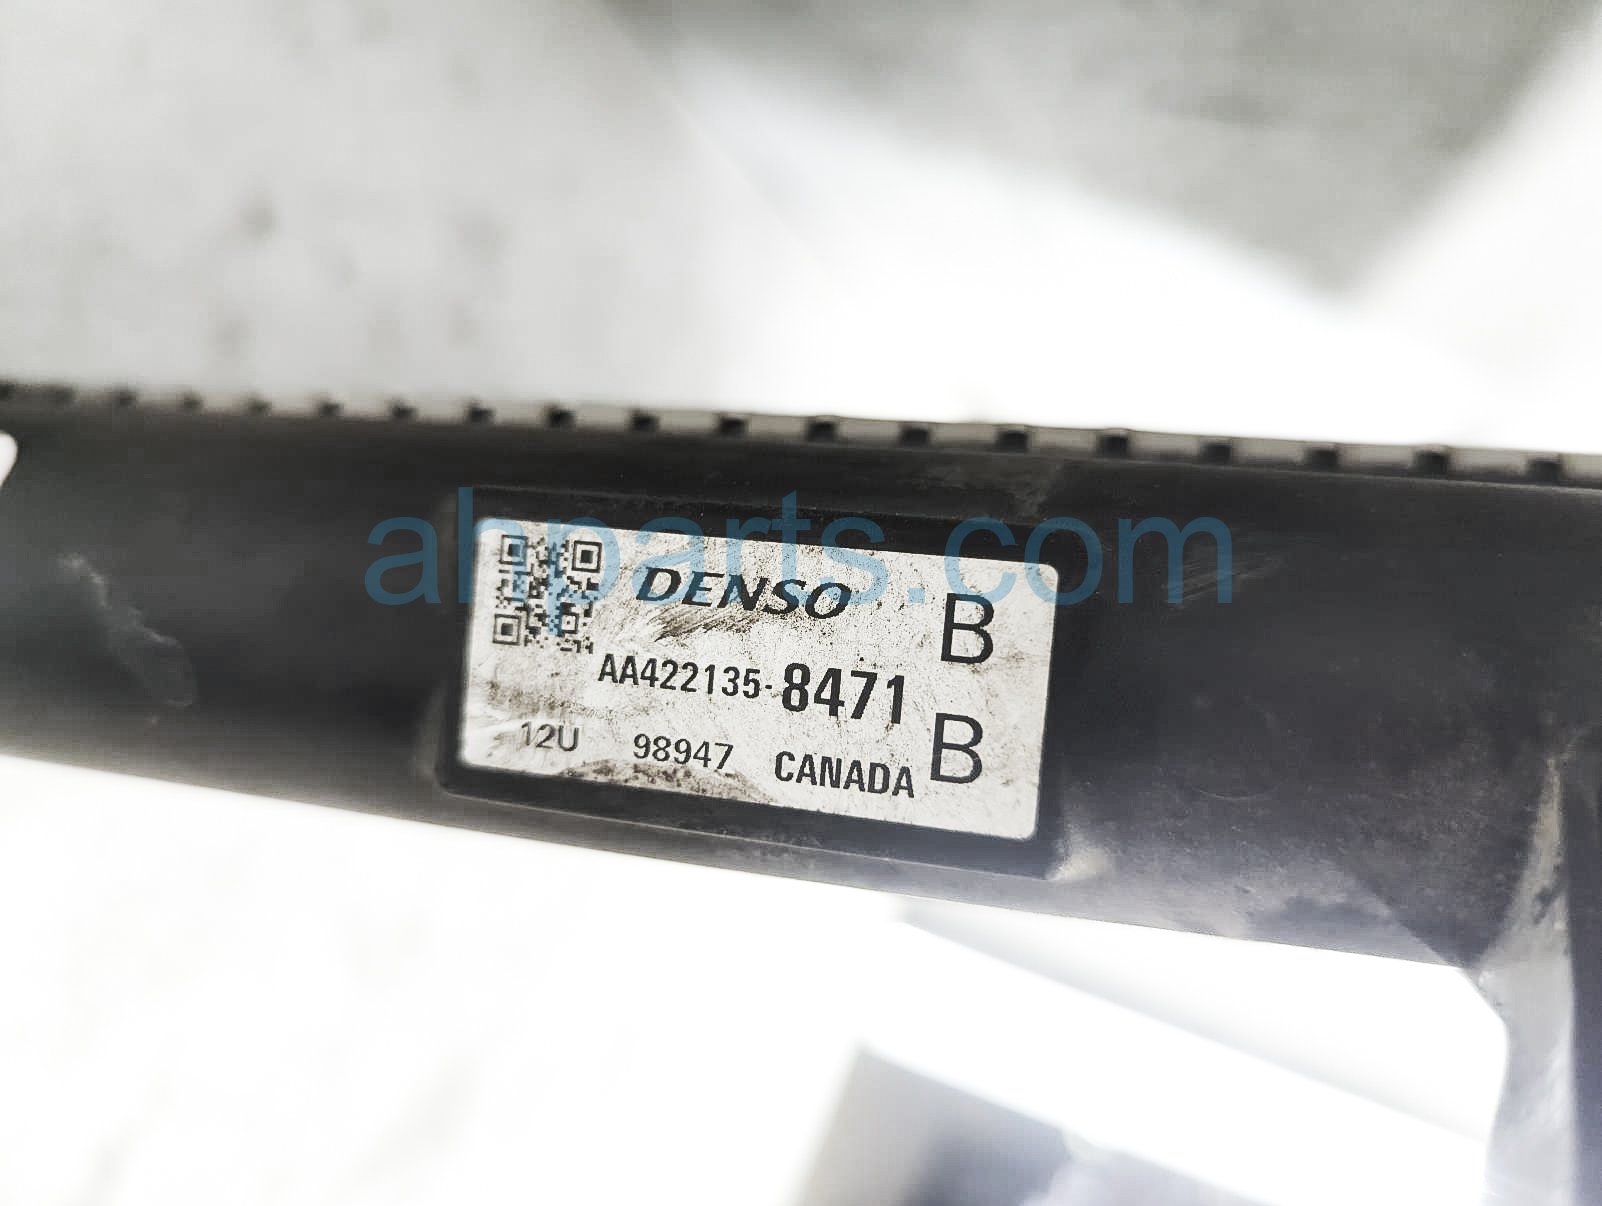 ahparts.com
DENSO B
AA422135-8471
12U 98947 CANADA B